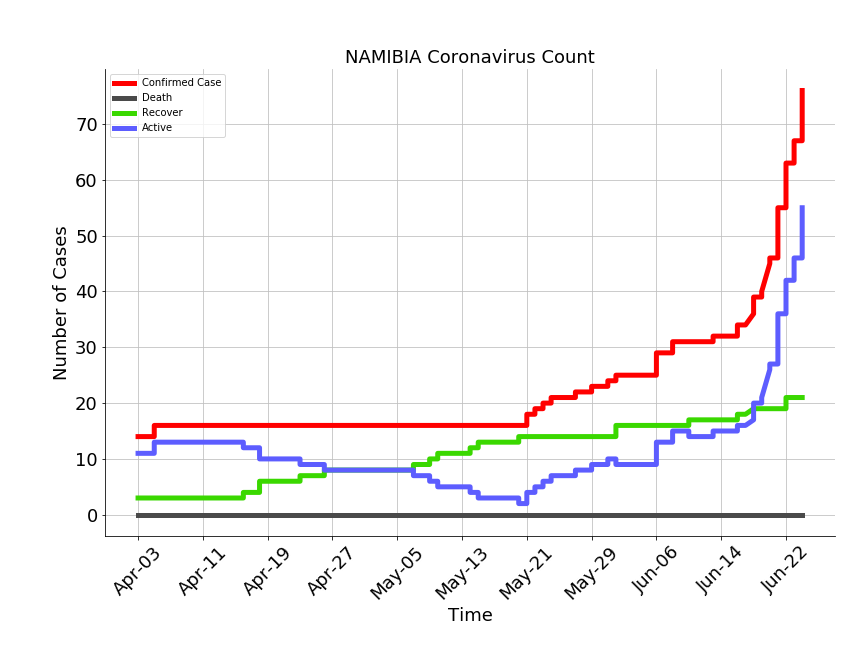 NAMIBIA Coronavirus Count
Confirmed Case
Death
Recover
Active
Number of Cases
70
60
50
40
30
20
10
0
Apr-03
Apr-11
Apr-19
Apr-27
May-05
May-13
May-21
May-29
Jun-06
Jun-14
Jun-22
Time